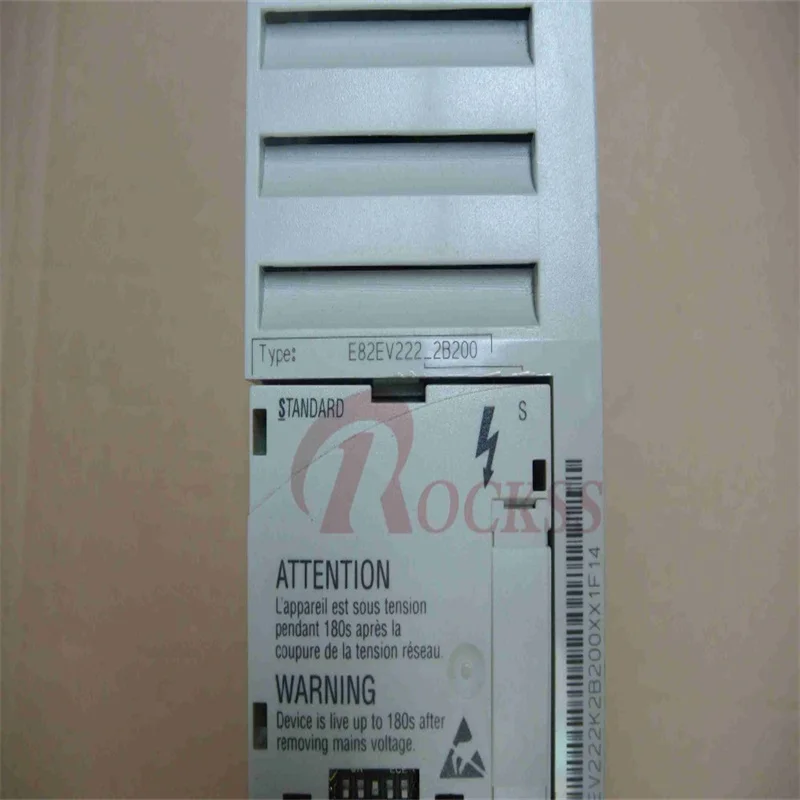 Type: E82EV222_2B200
STANDARD S
ROCKSS
ATTENTION
L'appareil est sous tension
pendant 180s après la
coupure de la tension réseau.
WARNING
Device is live up to 180s after
removing mains voltage.
EV222K2B200XX1F14